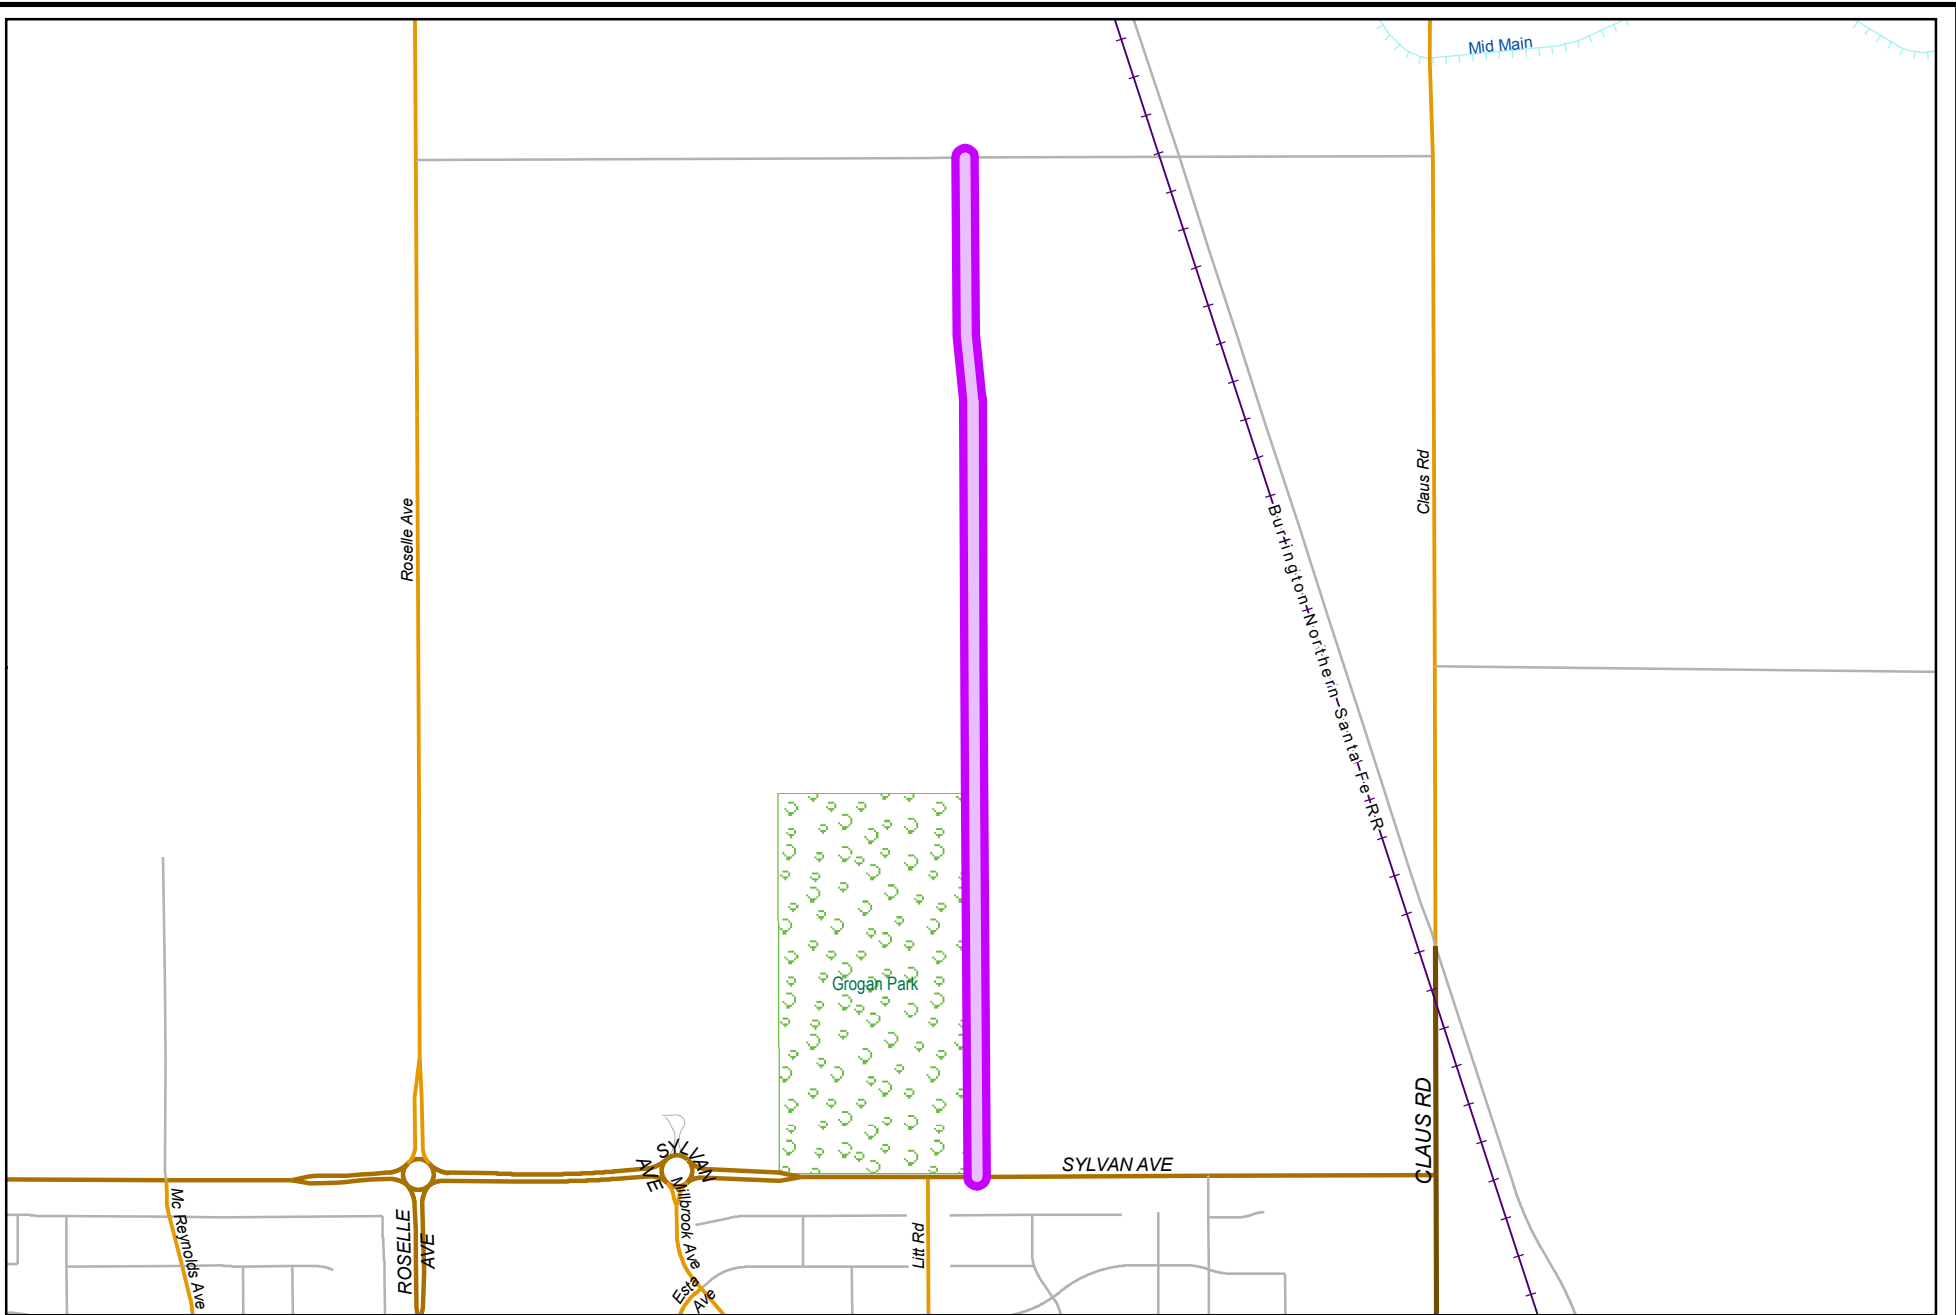 Mid Main
Roselle Ave
Claus Rd
Burlington Northern Santa Fe RR
Grogan Park
SYLVAN
AVE
SYLVAN AVE
CLAUS RD
Mc Reynolds Ave
ROSELLE
AVE
Millbrook Ave
Esta
Ave
Litt Rd